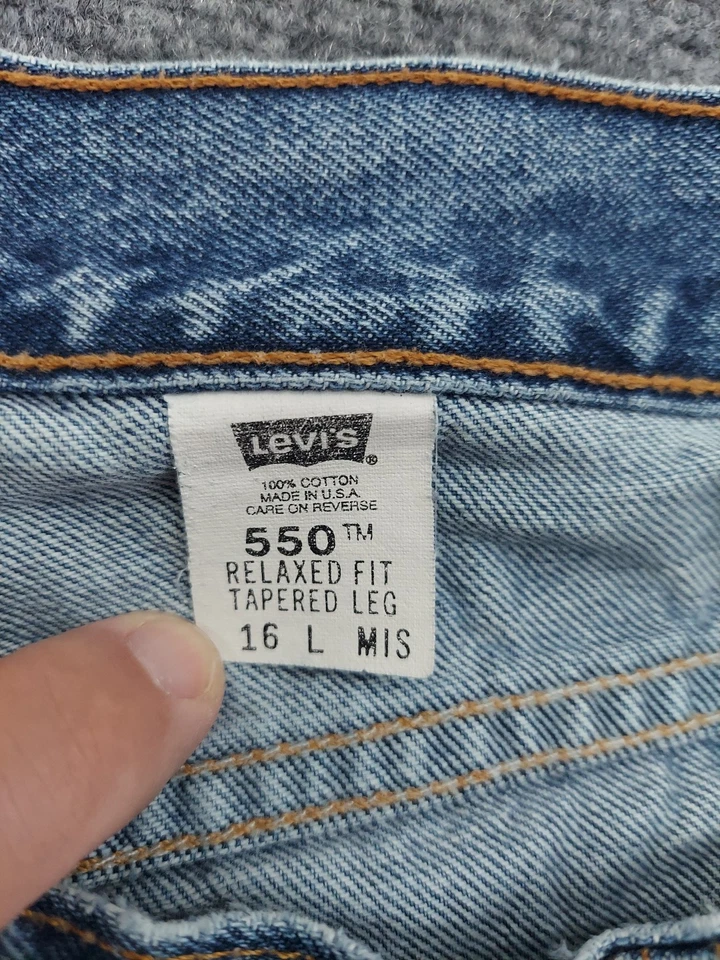 Levi's®
100% COTTON
MADE IN U.S.A.
CARE ON REVERSE
550™
RELAXED FIT
TAPERED LEG
16 L MIS